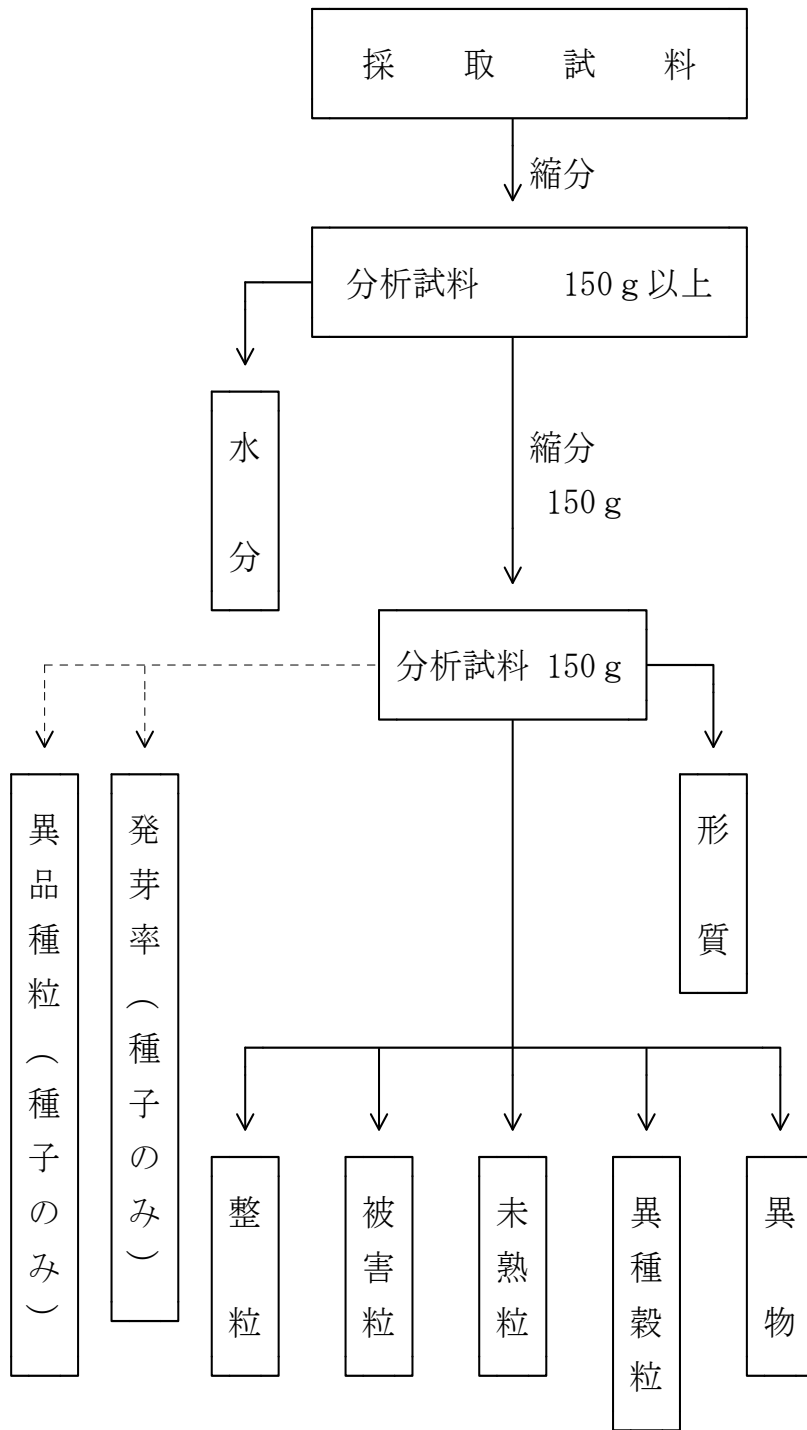 採取試料
縮分
分析試料 150g以上
水分
縮分
150g
分析試料 150g
異品種粒(種子のみ)
発芽率(種子のみ)
形質
整粒
被害粒
未熟粒
異種穀粒
異物